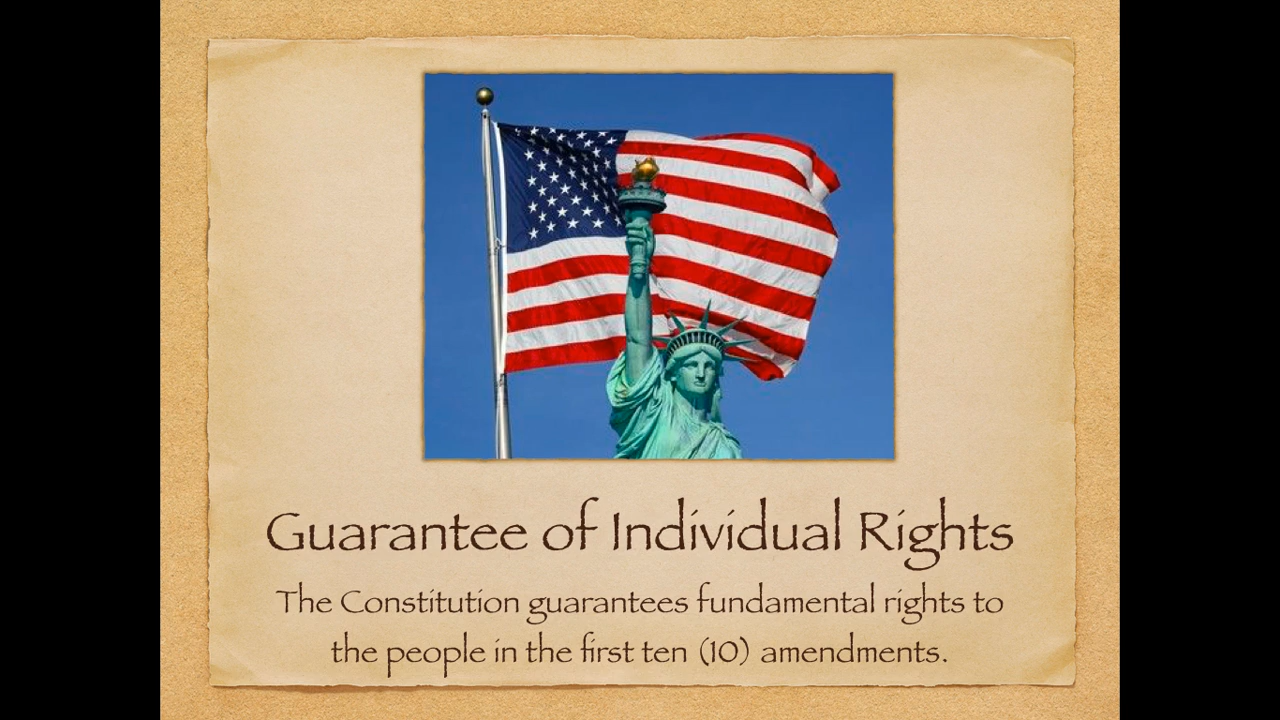 Guarantee of Individual Rights
The Constitution guarantees fundamental rights to
the people in the first ten (10) amendments.